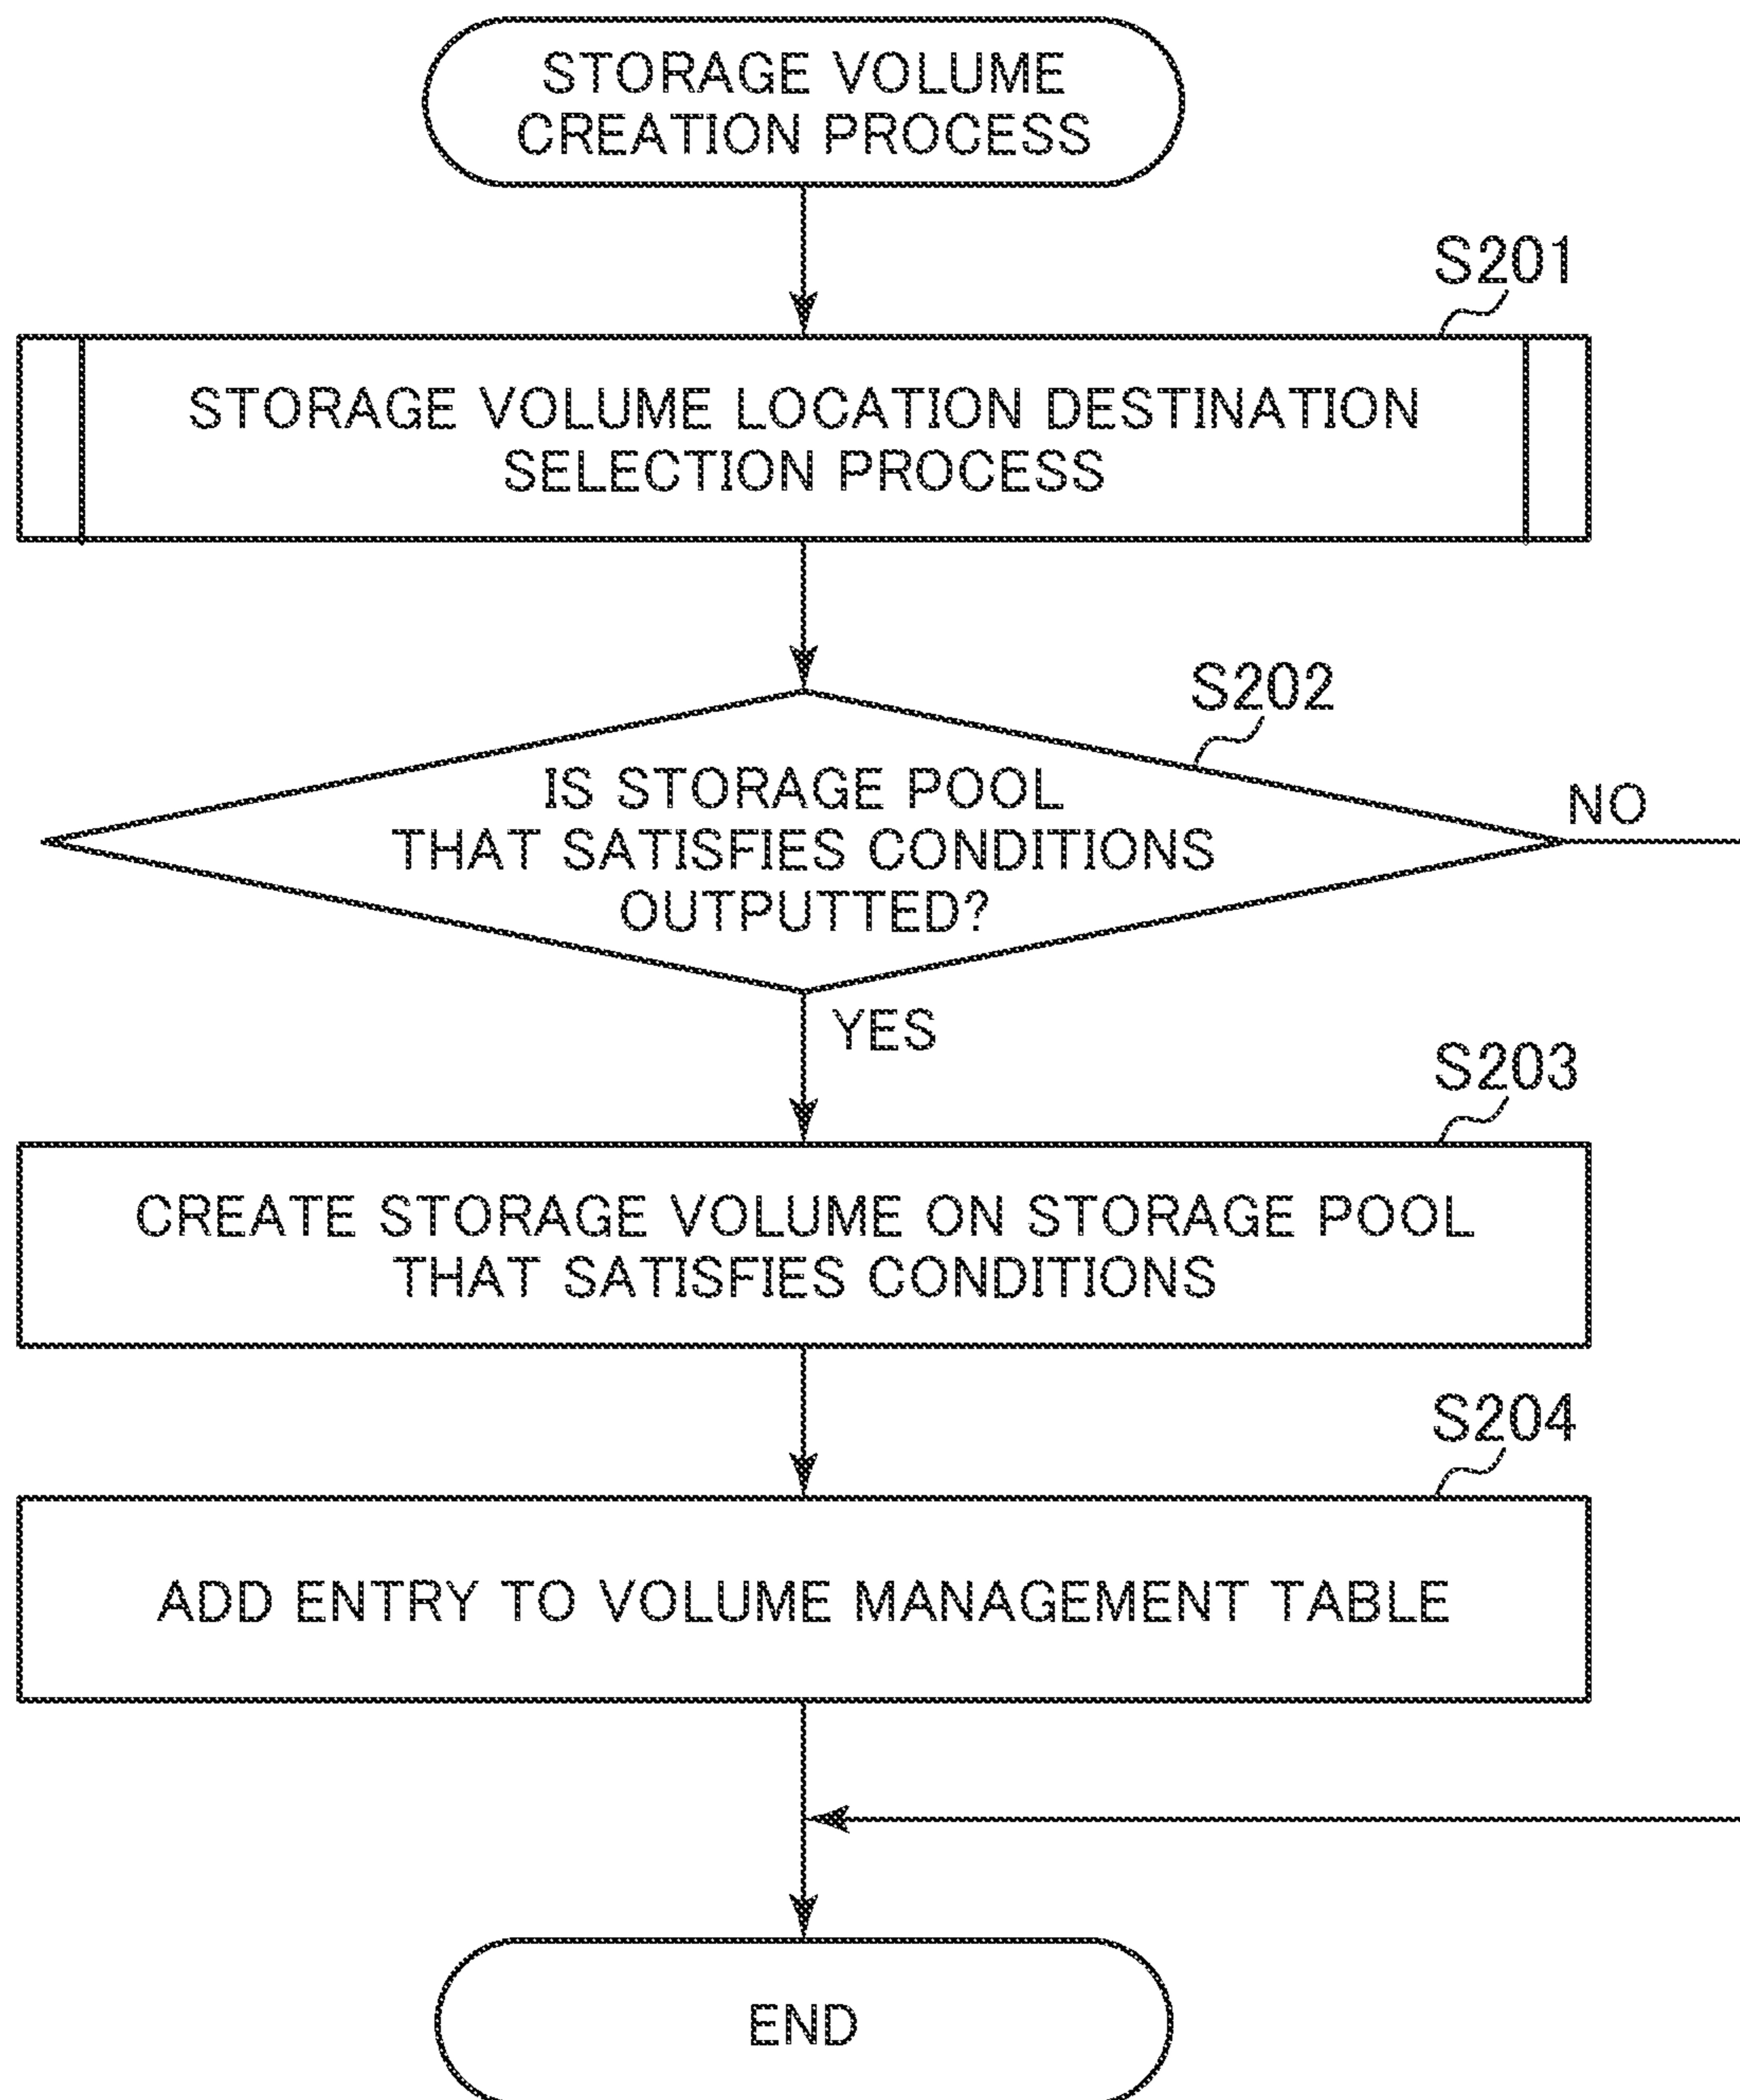 STORAGE VOLUME
CREATION PROCESS
S201
STORAGE VOLUME LOCATION DESTINATION
SELECTION PROCESS
S202
IS STORAGE POOL
THAT SATISFIES CONDITIONS
OUTPUTTED?
NO
YES
S203
CREATE STORAGE VOLUME ON STORAGE POOL
THAT SATISFIES CONDITIONS
S204
ADD ENTRY TO VOLUME MANAGEMENT TABLE
END